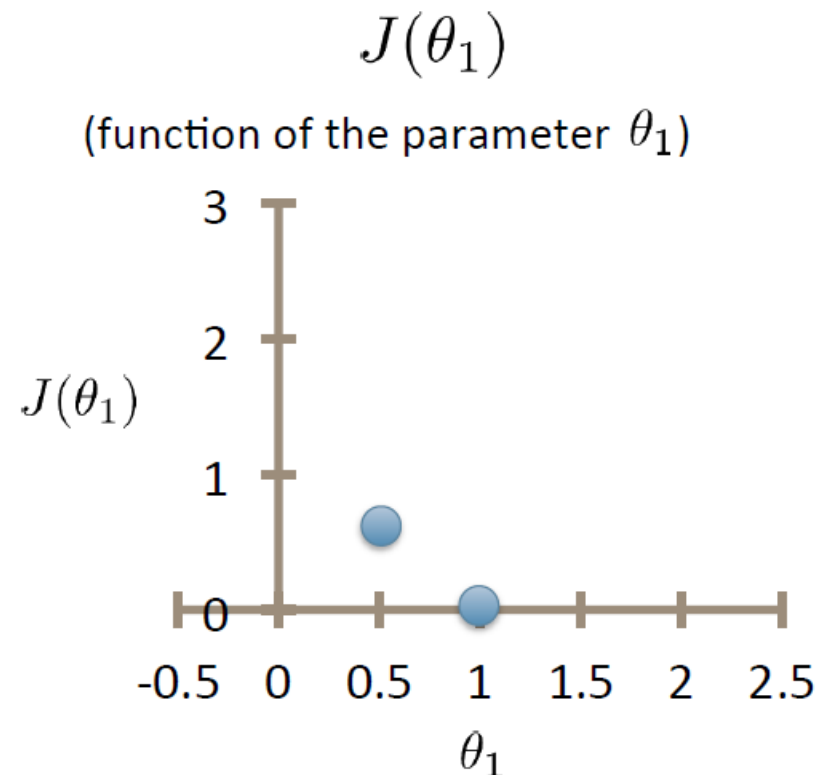 J(θ₁)
(function of the parameter θ₁)
3
2
J(θ₁)
1
0
-0.5 0 0.5 1 1.5 2 2.5
θ₁